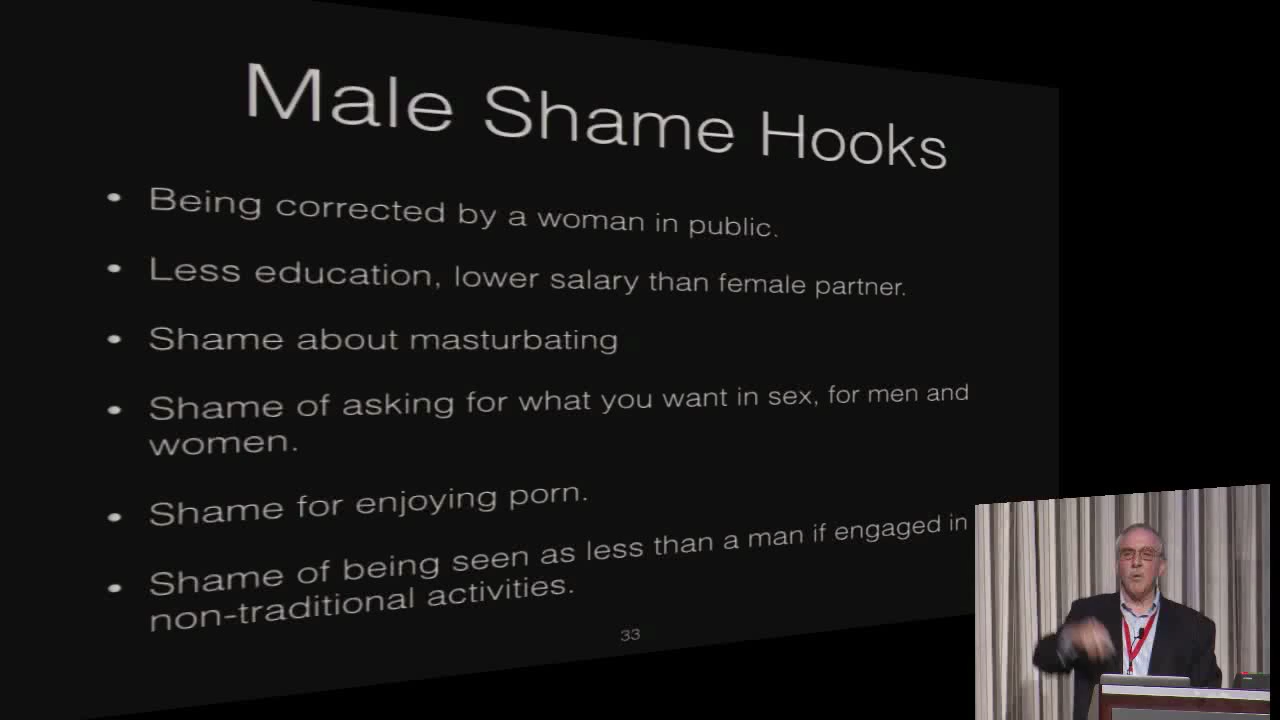 Male Shame Hooks
• Being corrected by a woman in public.
• Less education, lower salary than female partner.
• Shame about masturbating
• Shame of asking for what you want in sex, for men and
women.
• Shame for enjoying porn.
• Shame of being seen as less than a man if engaged in
non-traditional activities.
33